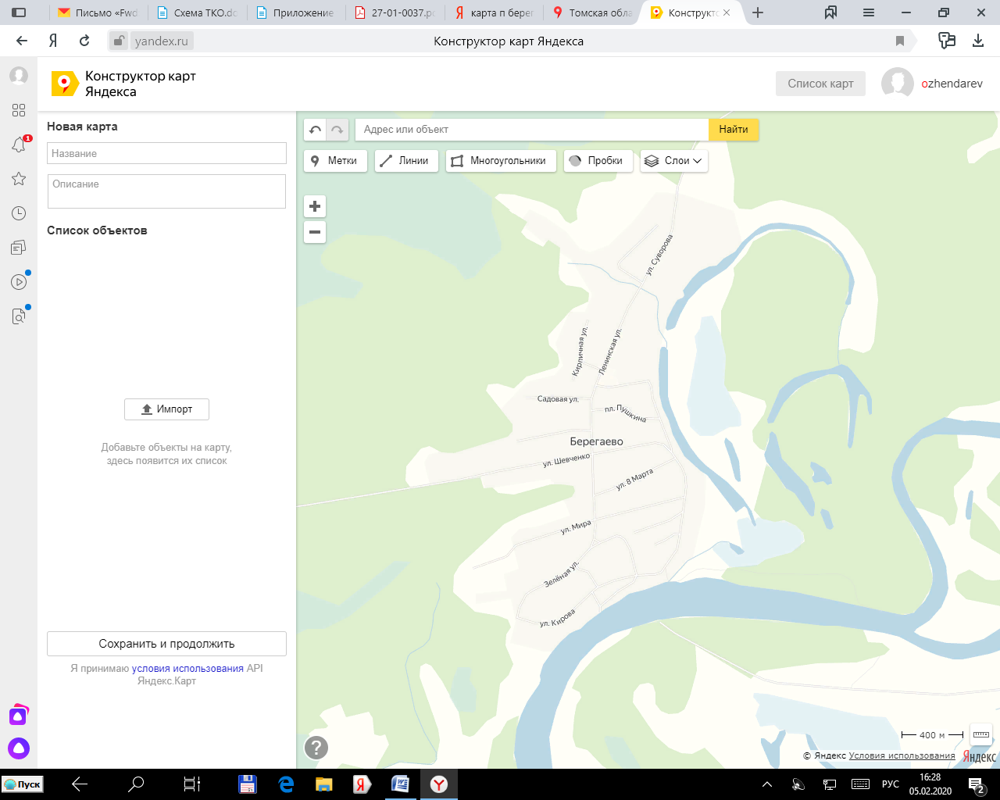 Письмо «Fwd
Схема ТКО.dc
Приложение
27-01-0037.pd
карта п берег
Томская обла
Конструкто
yandex.ru
Конструктор карт Яндекса
Конструктор карт
Яндекса
Список карт
ozhendarev
1
Новая карта
Название
Описание
Список объектов
Импорт
Добавьте объекты на карту,
здесь появится их список
Сохранить и продолжить
Я принимаю условия использования API
Яндекс.Карт
Адрес или объект
Найти
Метки
Линии
Многоугольники
Пробки
Слои
ул. Суворова
Кирпичная ул.
Ленинская ул.
Садовая ул.
пл. Пушкина
Берегаево
ул. Шевченко
ул. 8 Марта
ул. Мира
Зелёная ул.
ул. Кирова
?
400 м
© Яндекс Условия использования
Яндекс
Пуск
РУС
16:28
05.02.2020
2